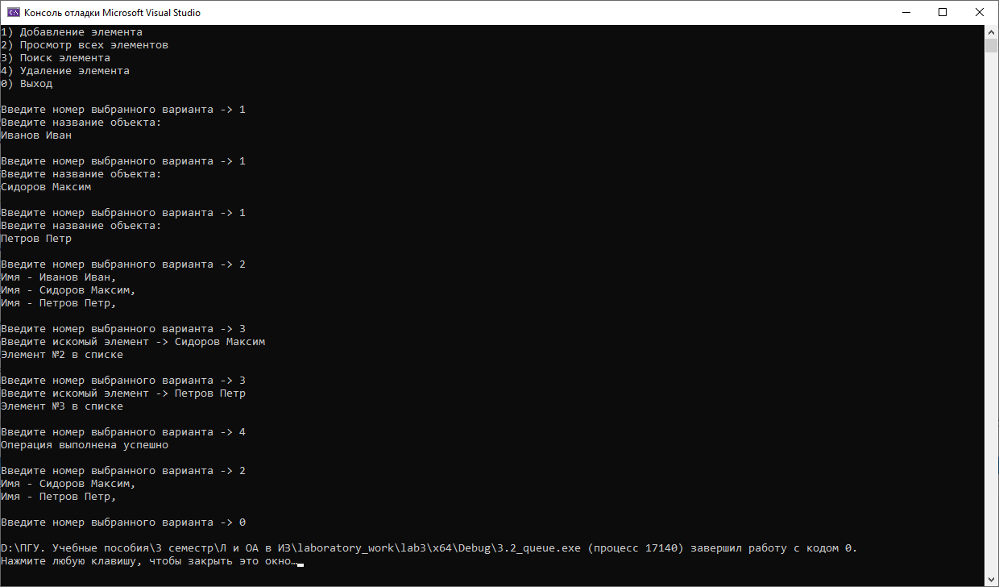 Консоль отладки Microsoft Visual Studio
1) Добавление элемента
2) Просмотр всех элементов
3) Поиск элемента
4) Удаление элемента
0) Выход
Введите номер выбранного варианта -> 1
Введите название объекта:
Иванов Иван
Введите номер выбранного варианта -> 1
Введите название объекта:
Сидоров Максим
Введите номер выбранного варианта -> 1
Введите название объекта:
Петров Петр
Введите номер выбранного варианта -> 2
Имя - Иванов Иван,
Имя - Сидоров Максим,
Имя - Петров Петр,
Введите номер выбранного варианта -> 3
Введите искомый элемент -> Сидоров Максим
Элемент №2 в списке
Введите номер выбранного варианта -> 3
Введите искомый элемент -> Петров Петр
Элемент №3 в списке
Введите номер выбранного варианта -> 4
Операция выполнена успешно
Введите номер выбранного варианта -> 2
Имя - Сидоров Максим,
Имя - Петров Петр,
Введите номер выбранного варианта -> 0
D:\ПГУ. Учебные пособия\3 семестр\Л и ОА в ИЗ\laboratory_work\lab3\x64\Debug\3.2_queue.exe (процесс 17140) завершил работу с кодом 0.
Нажмите любую клавишу, чтобы закрыть это окно…